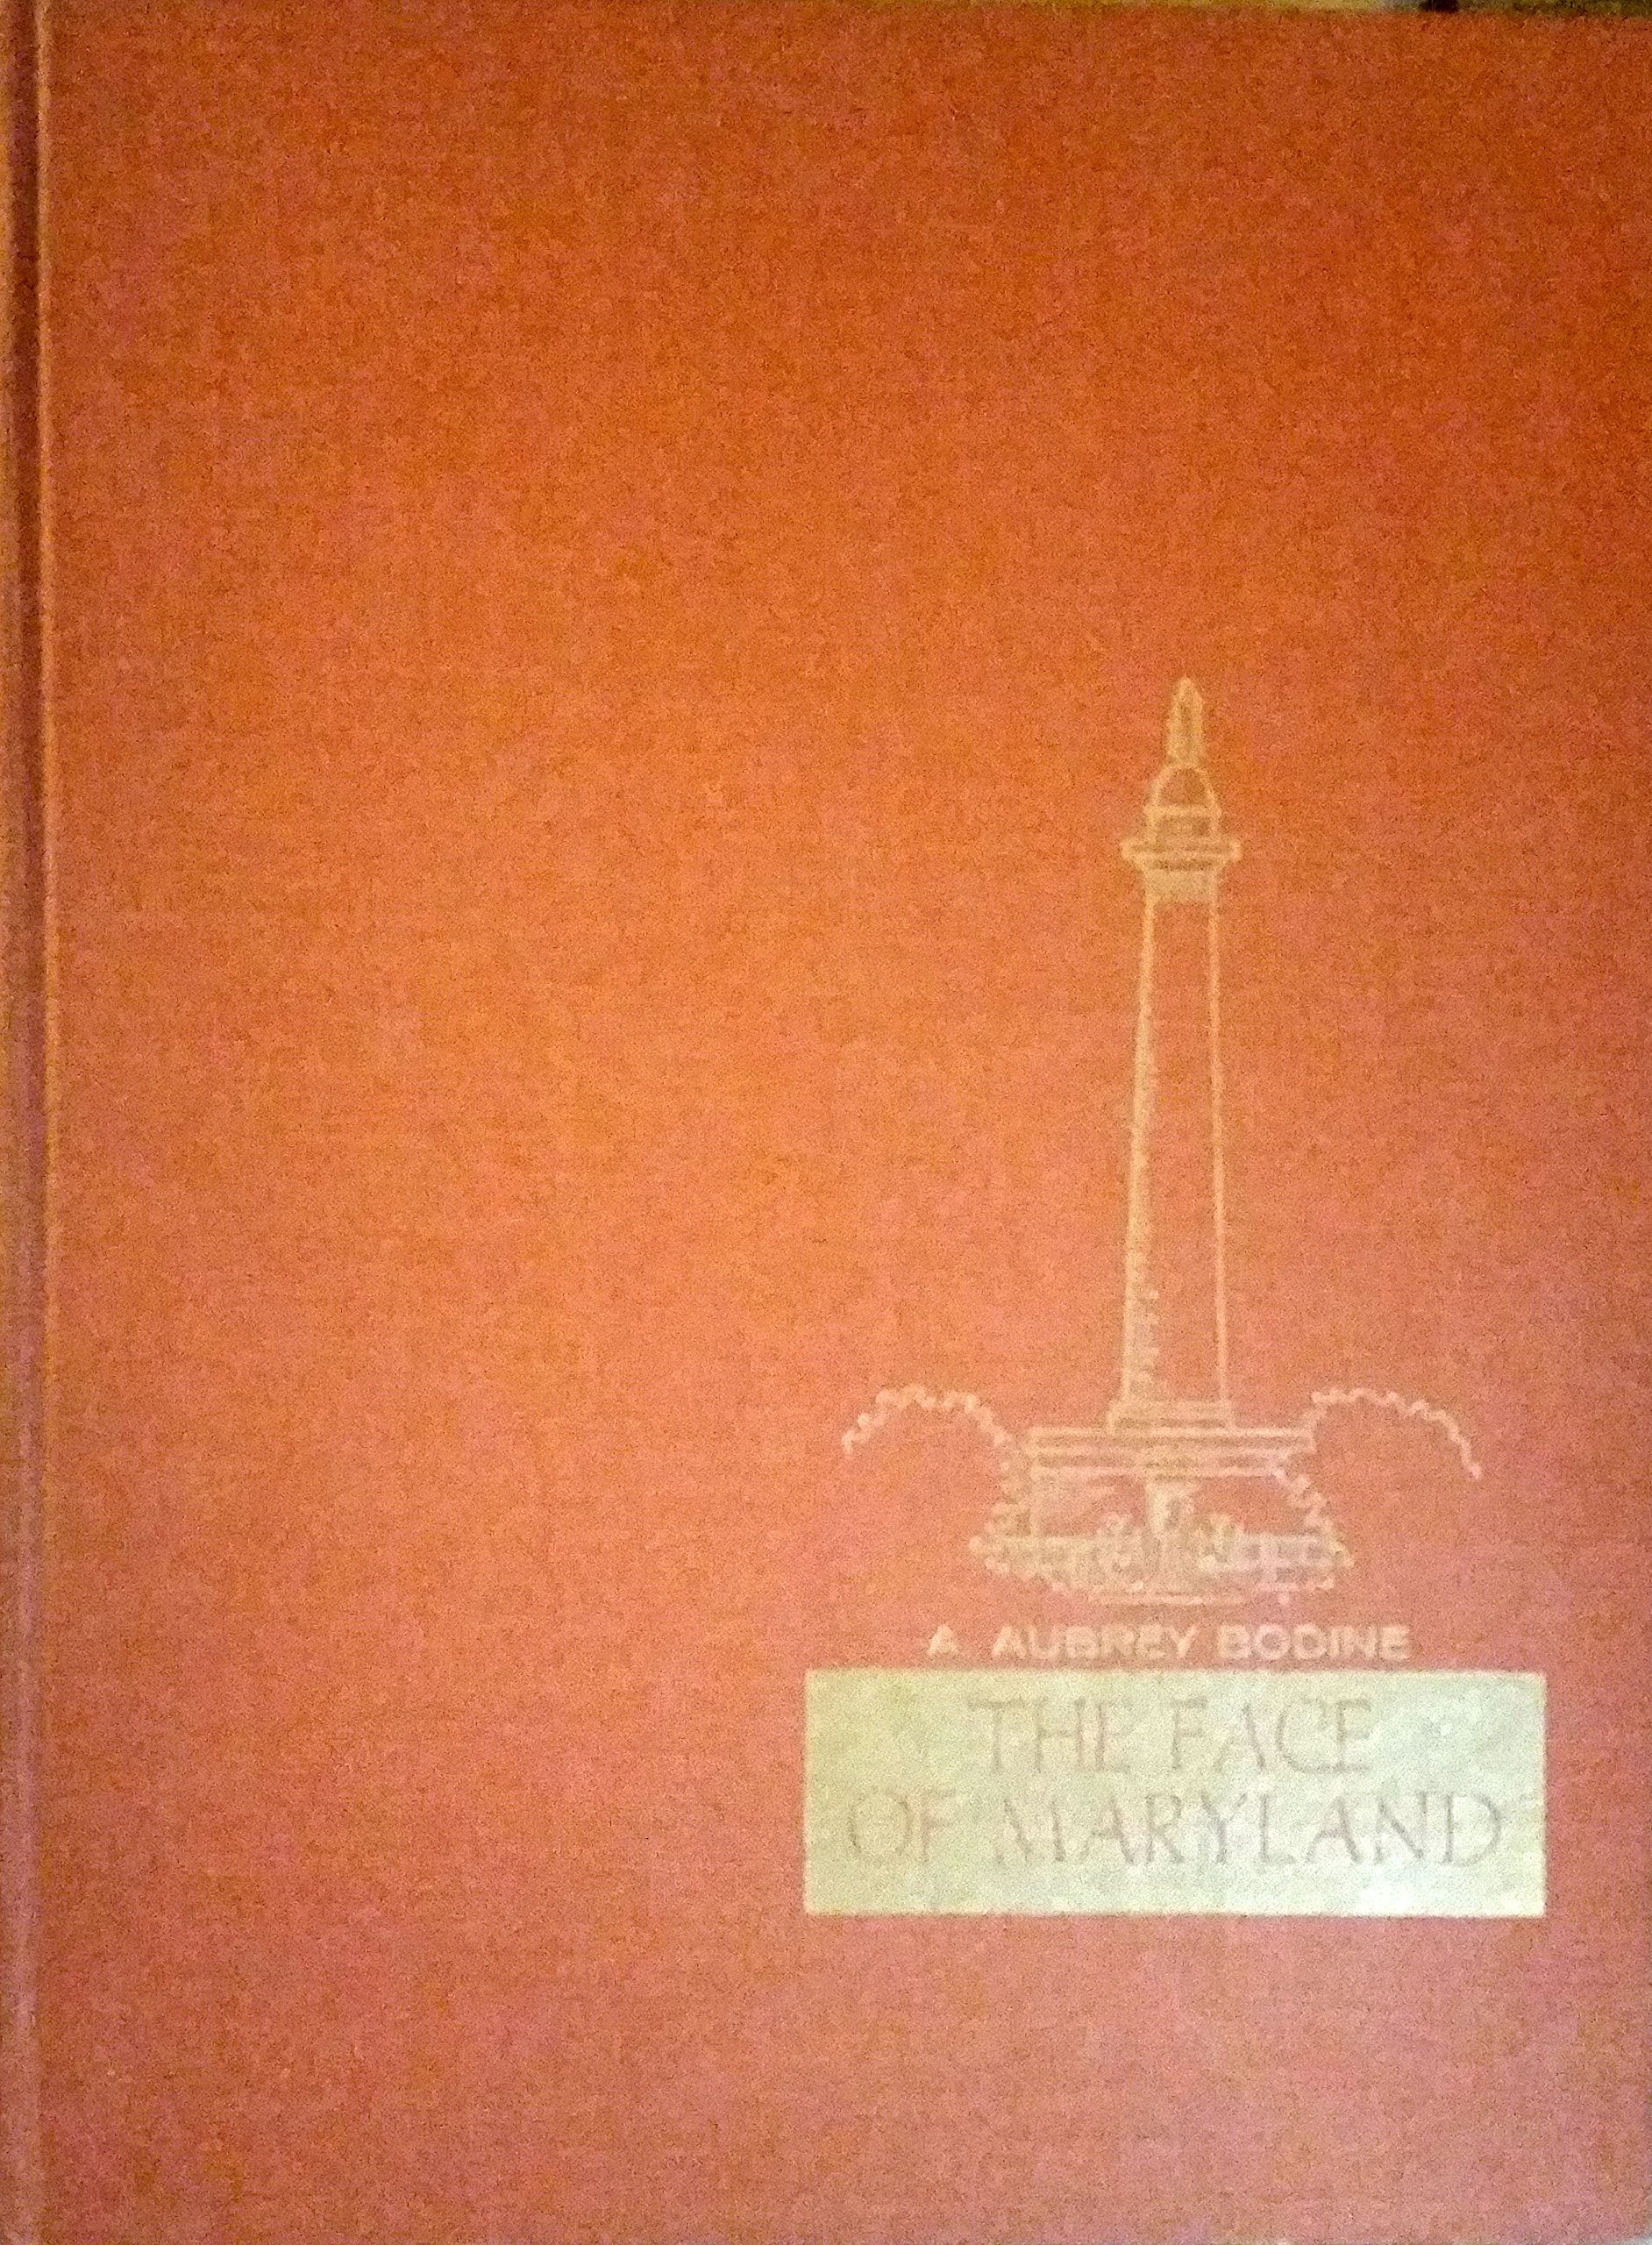 A. AUBREY BODINE
THE FACE
OF MARYLAND